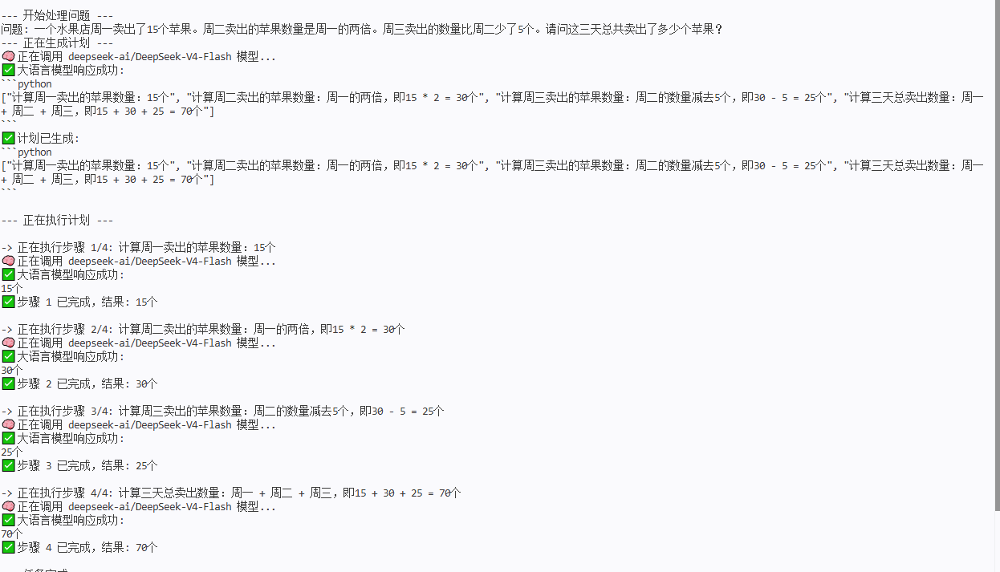 --- 开始处理问题 ---
问题: 一个水果店周一卖出了15个苹果。周二卖出的苹果数量是周一的两倍。周三卖出的数量比周二少了5个。请问这三天总共卖出了多少个苹果?
--- 正在生成计划 ---
🧠 正在调用 deepseek-ai/DeepSeek-V4-Flash 模型...
✅ 大语言模型响应成功:
```python
["计算周一卖出的苹果数量: 15个", "计算周二卖出的苹果数量: 周一的两倍，即15 * 2 = 30个", "计算周三卖出的苹果数量: 周二的数量减去5个，即30 - 5 = 25个", "计算三天总卖出数量: 周一
+ 周二 + 周三，即15 + 30 + 25 = 70个"]
```
✅ 计划已生成:
```python
["计算周一卖出的苹果数量: 15个", "计算周二卖出的苹果数量: 周一的两倍，即15 * 2 = 30个", "计算周三卖出的苹果数量: 周二的数量减去5个，即30 - 5 = 25个", "计算三天总卖出数量: 周一
+ 周二 + 周三，即15 + 30 + 25 = 70个"]
```
--- 正在执行计划 ---
-> 正在执行步骤 1/4: 计算周一卖出的苹果数量: 15个
🧠 正在调用 deepseek-ai/DeepSeek-V4-Flash 模型...
✅ 大语言模型响应成功:
15个
✅ 步骤 1 已完成，结果: 15个
-> 正在执行步骤 2/4: 计算周二卖出的苹果数量: 周一的两倍，即15 * 2 = 30个
🧠 正在调用 deepseek-ai/DeepSeek-V4-Flash 模型...
✅ 大语言模型响应成功:
30个
✅ 步骤 2 已完成，结果: 30个
-> 正在执行步骤 3/4: 计算周三卖出的苹果数量: 周二的数量减去5个，即30 - 5 = 25个
🧠 正在调用 deepseek-ai/DeepSeek-V4-Flash 模型...
✅ 大语言模型响应成功:
25个
✅ 步骤 3 已完成，结果: 25个
-> 正在执行步骤 4/4: 计算三天总卖出数量: 周一 + 周二 + 周三，即15 + 30 + 25 = 70个
🧠 正在调用 deepseek-ai/DeepSeek-V4-Flash 模型...
✅ 大语言模型响应成功:
70个
✅ 步骤 4 已完成，结果: 70个